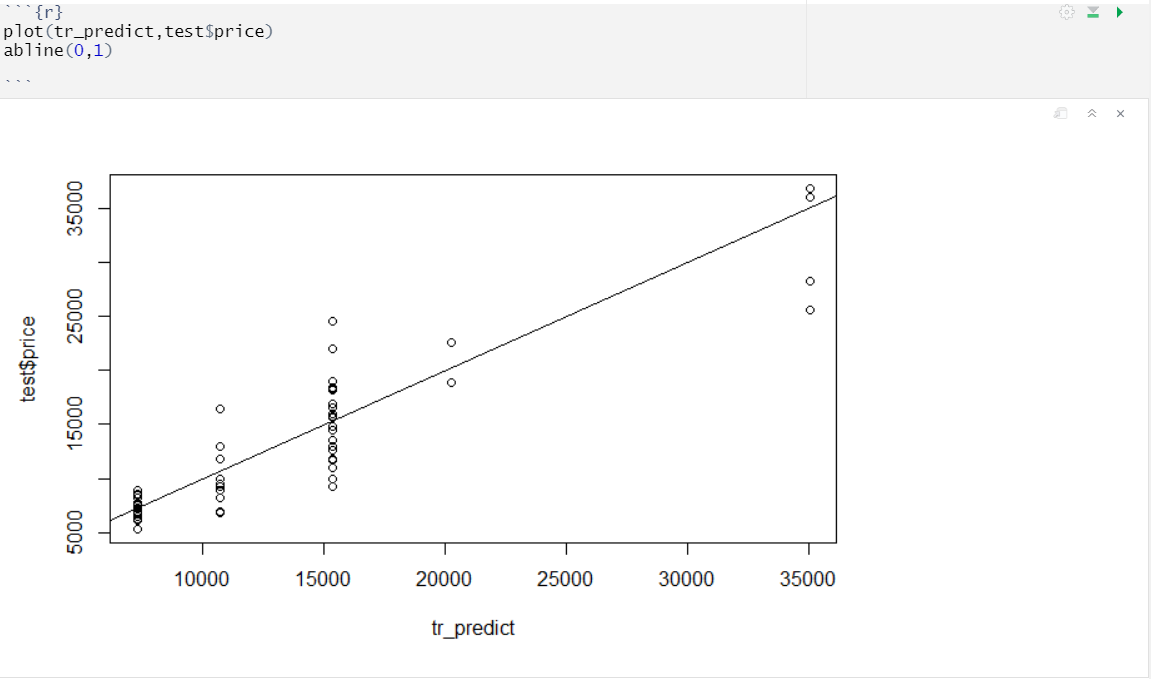 ```{r}
plot(tr_predict,test$price)
abline(0,1)
```
35000
25000
15000
5000
test$price
10000 15000 20000 25000 30000 35000
tr_predict